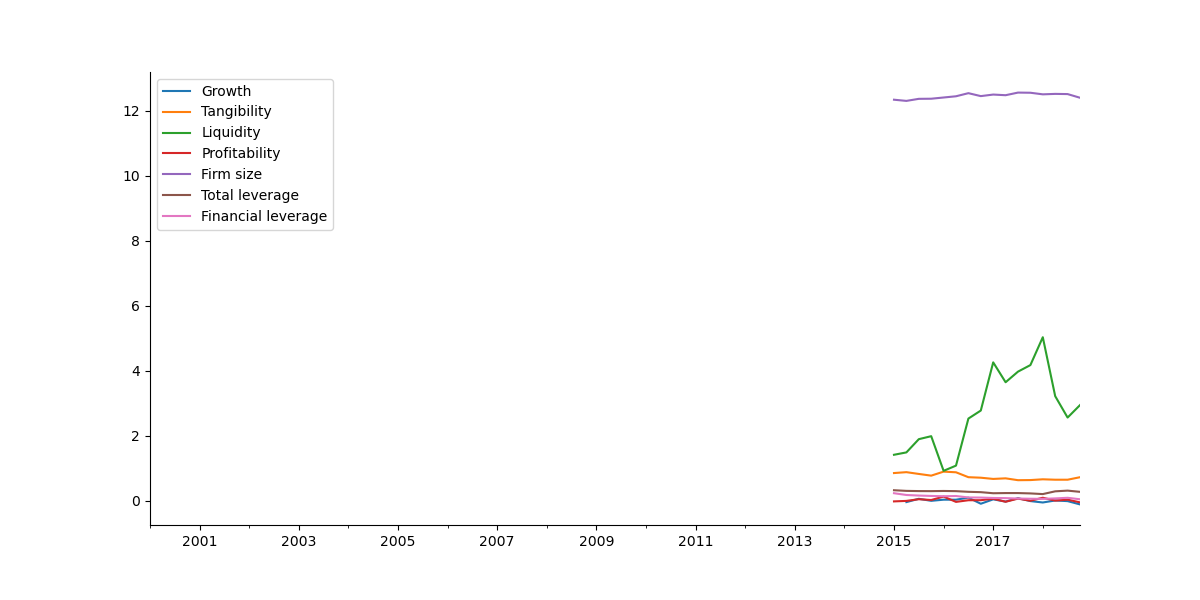 Growth
Tangibility
Liquidity
Profitability
Firm size
Total leverage
Financial leverage
12
10
8
6
4
2
0
2001 2003 2005 2007 2009 2011 2013 2015 2017